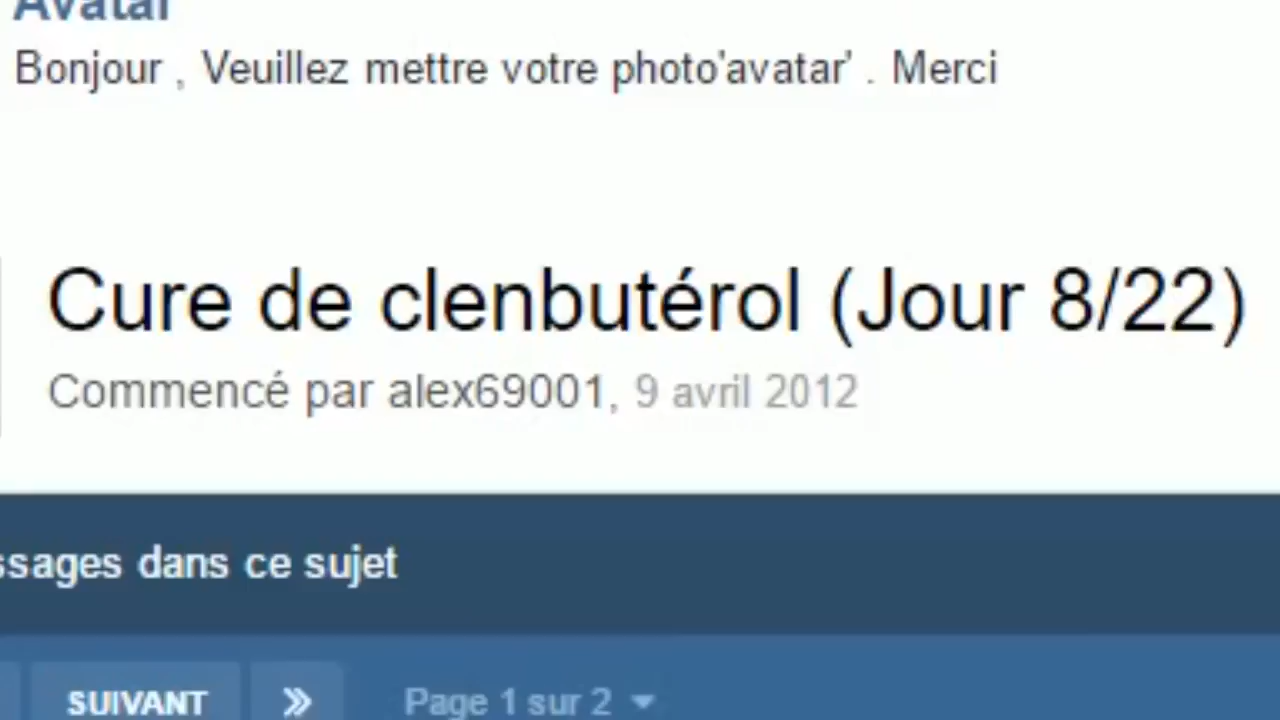 Avatar
Bonjour , Veuillez mettre votre photo'avatar' . Merci
Cure de clenbutérol (Jour 8/22)
Commencé par alex69001, 9 avril 2012
ssages dans ce sujet
SUIVANT » Page 1 sur 2